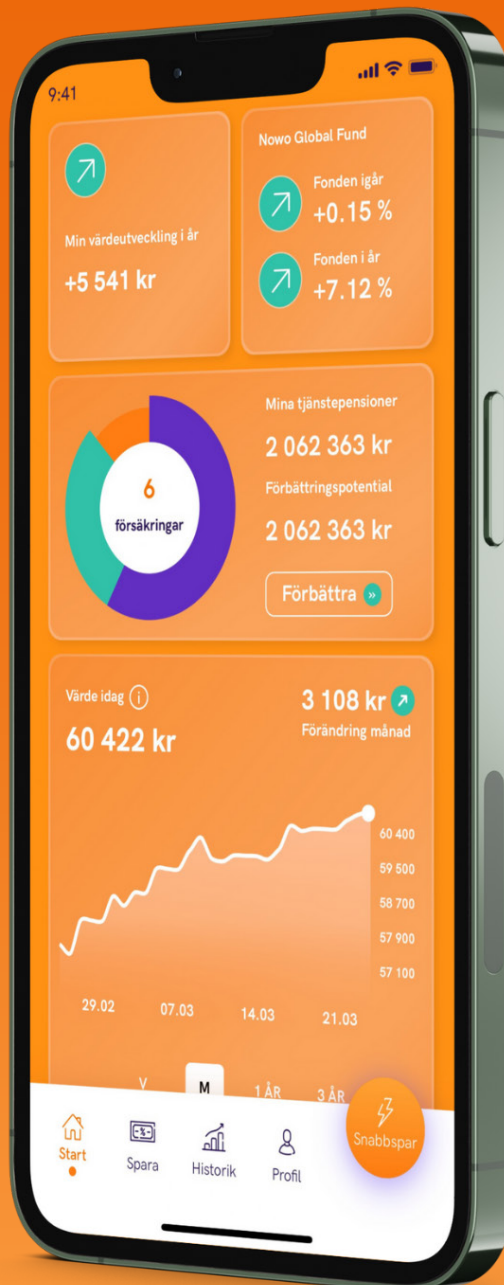 9:41
Min värdeutveckling i år
+5 541 kr
Nowo Global Fund
Fonden igår
+0.15 %
Fonden i år
+7.12 %
6
försäkringar
Mina tjänstepensioner
2 062 363 kr
Förbättringspotential
2 062 363 kr
Förbättra »
Värde idag i
60 422 kr
3 108 kr
Förändring månad
60 400
59 500
58 700
57 900
57 100
29.02 07.03 14.03 21.03
V M 1 ÅR 3 ÅR
Start
Spara
Historik
Profil
Snabbspar